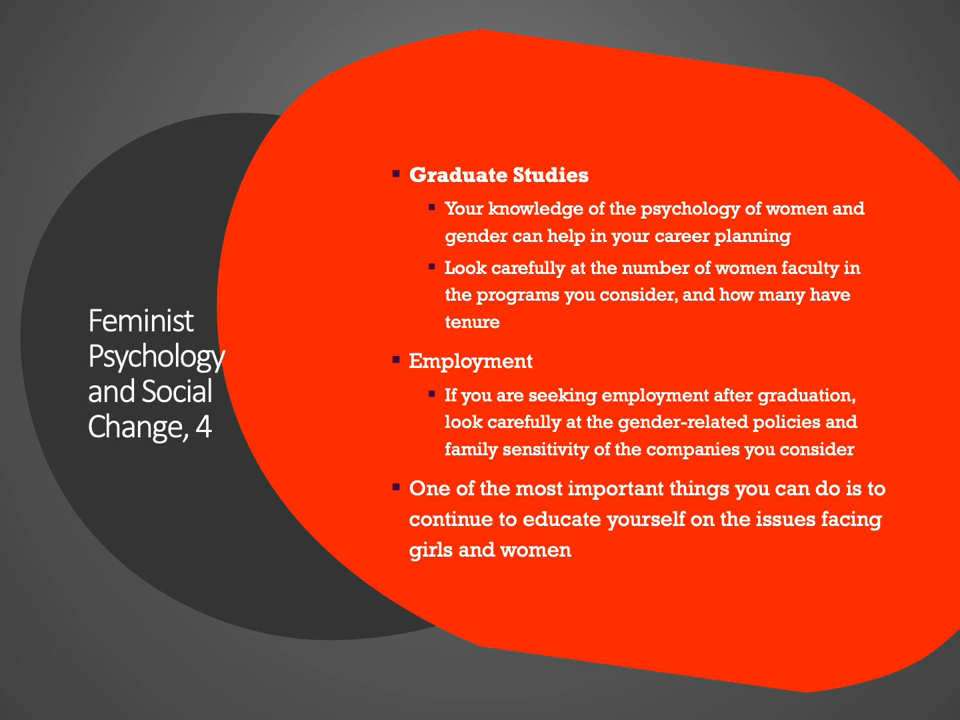 Feminist
Psychology
and Social
Change, 4
▪ Graduate Studies
▪ Your knowledge of the psychology of women and
gender can help in your career planning
▪ Look carefully at the number of women faculty in
the programs you consider, and how many have
tenure
▪ Employment
▪ If you are seeking employment after graduation,
look carefully at the gender-related policies and
family sensitivity of the companies you consider
▪ One of the most important things you can do is to
continue to educate yourself on the issues facing
girls and women